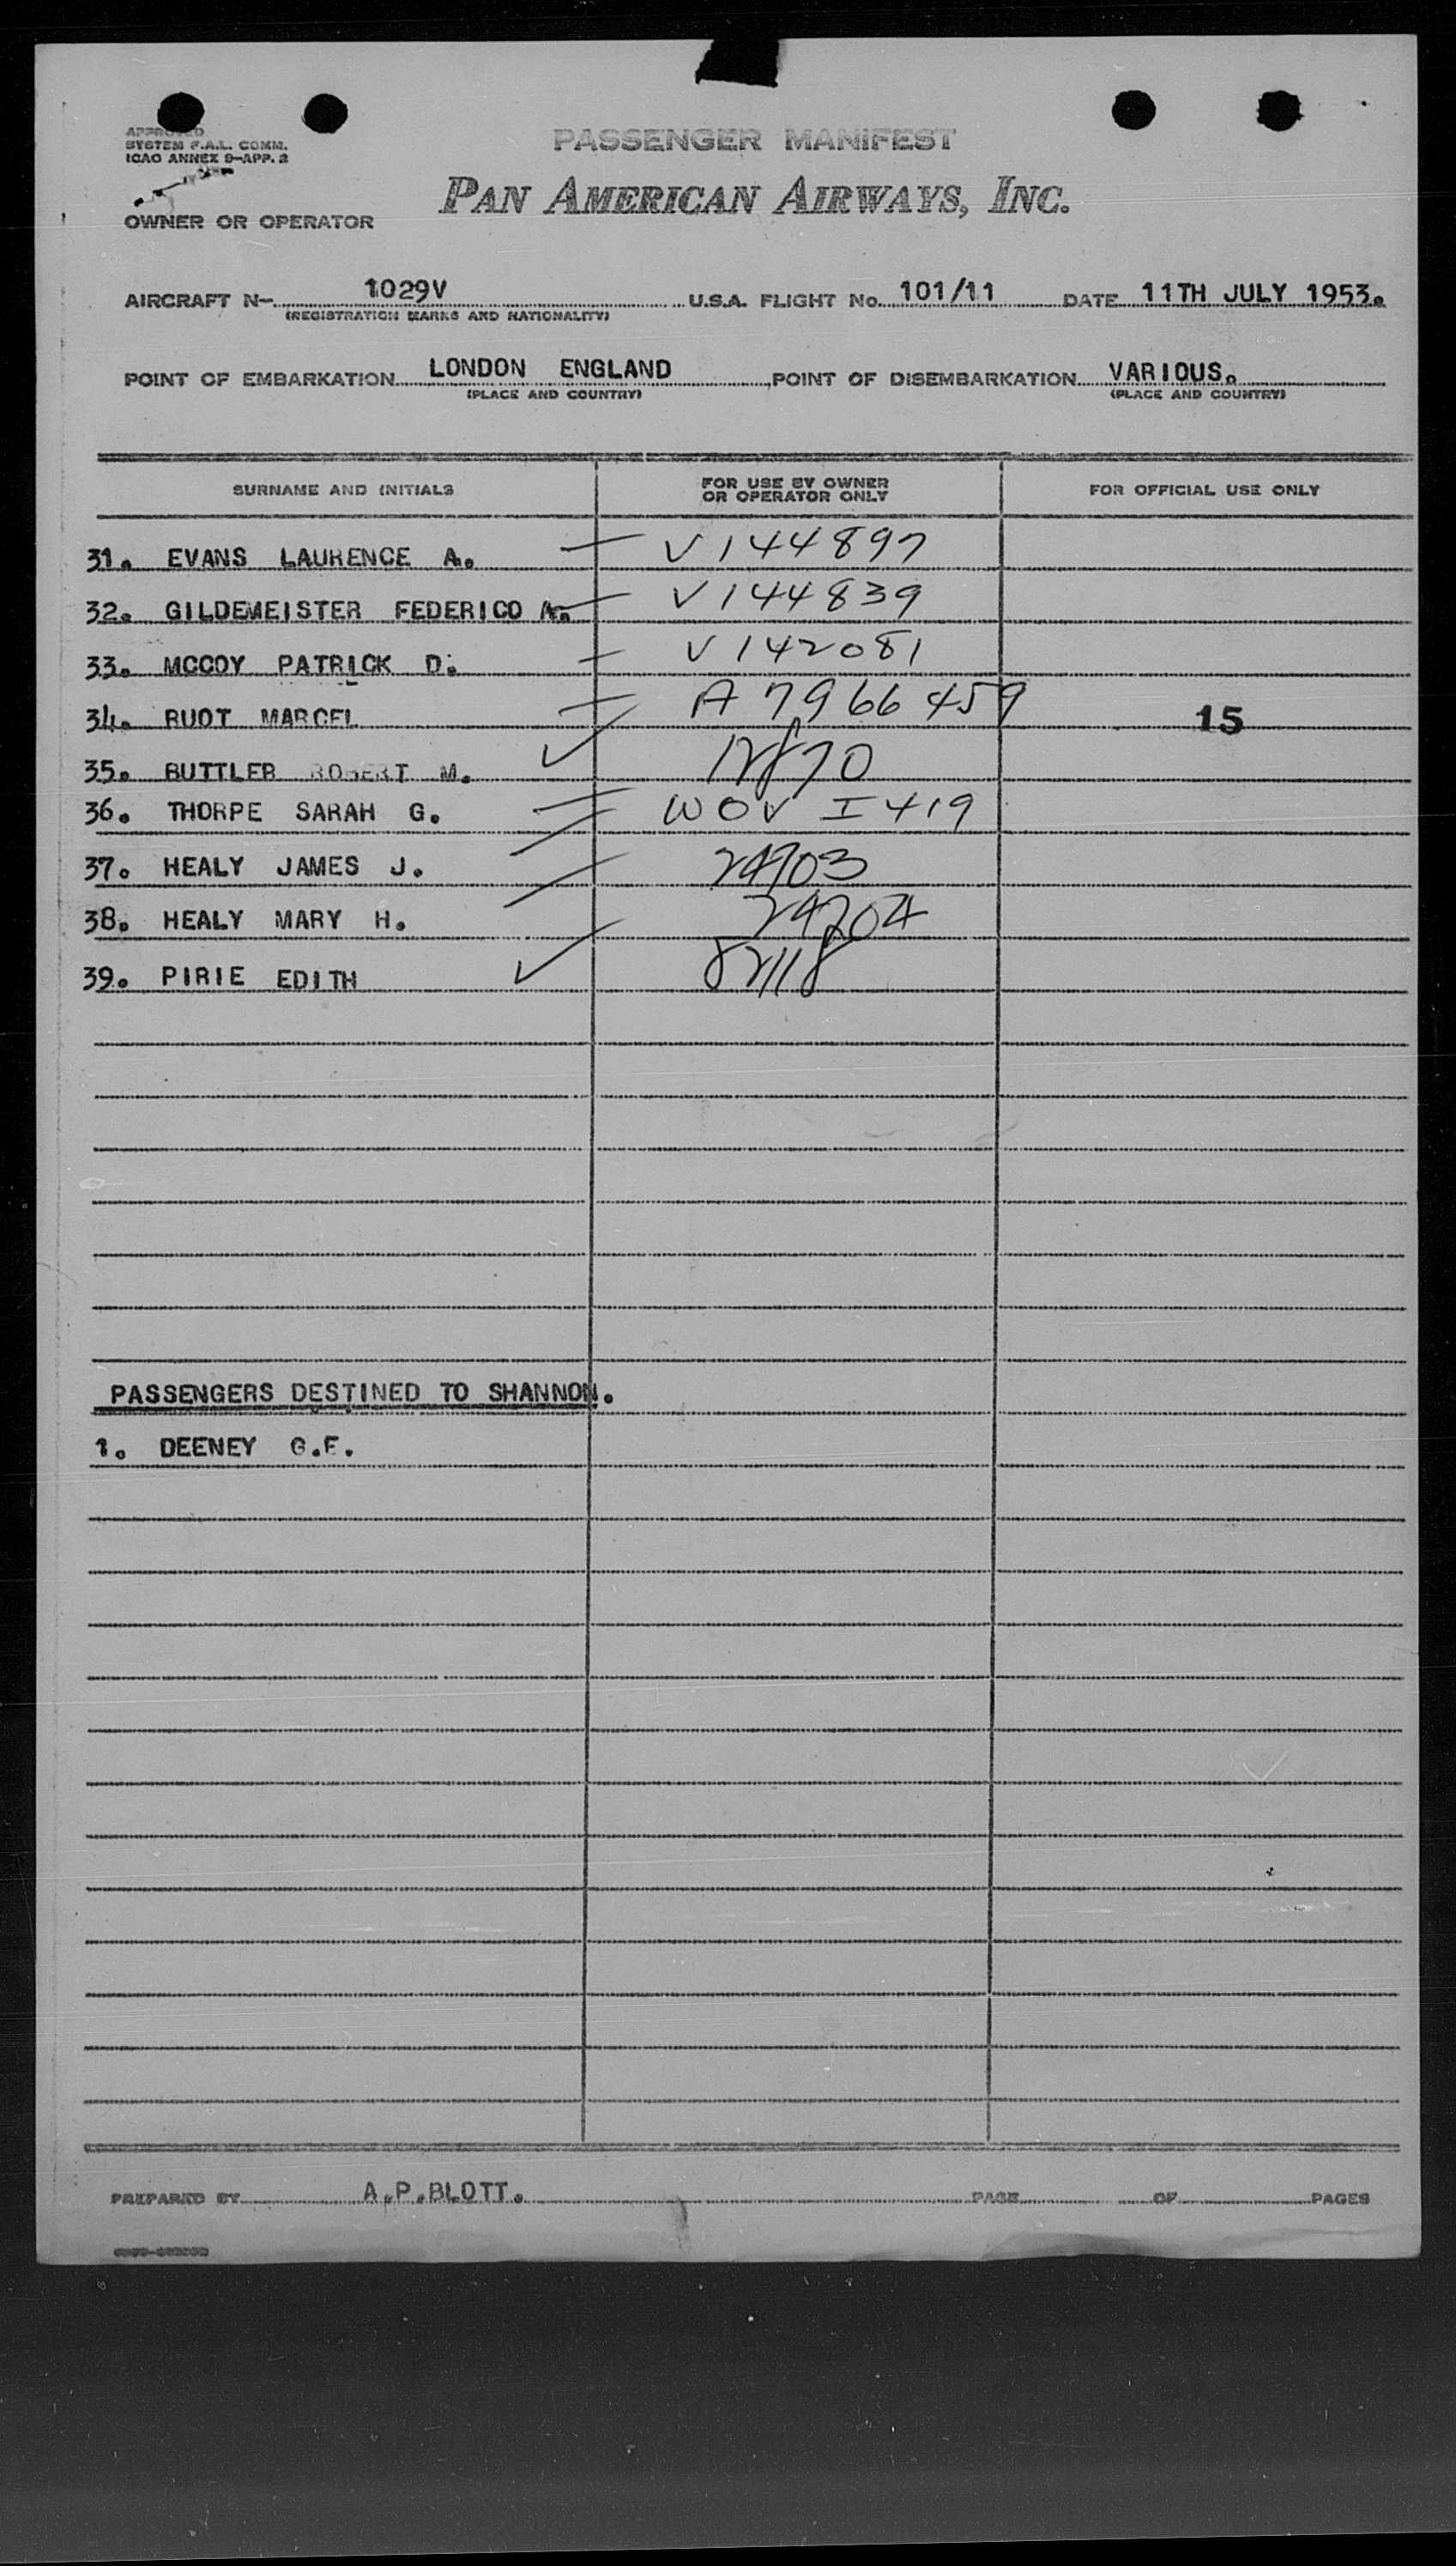 APPROVED
SYSTEM F.A.L. COMM.
ICAO ANNEX 9-APP. 2
PASSENGER MANIFEST
PAN AMERICAN AIRWAYS, INC.
OWNER OR OPERATOR
AIRCRAFT N- 1029V U.S.A. FLIGHT No. 101/11 DATE 11TH JULY 1953.
(REGISTRATION MARKS AND NATIONALITY)
POINT OF EMBARKATION LONDON ENGLAND POINT OF DISEMBARKATION VARIOUS.
(PLACE AND COUNTRY) (PLACE AND COUNTRY)
SURNAME AND INITIALS FOR USE BY OWNER OR OPERATOR ONLY FOR OFFICIAL USE ONLY
31. EVANS LAURENCE A. V144897
32. GILDEMEISTER FEDERICO A. V144839
33. MCCOY PATRICK D. V142081
34. RUOT MARCEL A 7966459 15
35. BUTTLER ROBERT M. 12870
36. THORPE SARAH G. WOV I419
37. HEALY JAMES J.
38. HEALY MARY H.
39. PIRIE EDITH 82118
PASSENGERS DESTINED TO SHANNON.
1. DEENEY G.F.
PREPARED BY A.P.BLOTT. PAGE OF PAGES